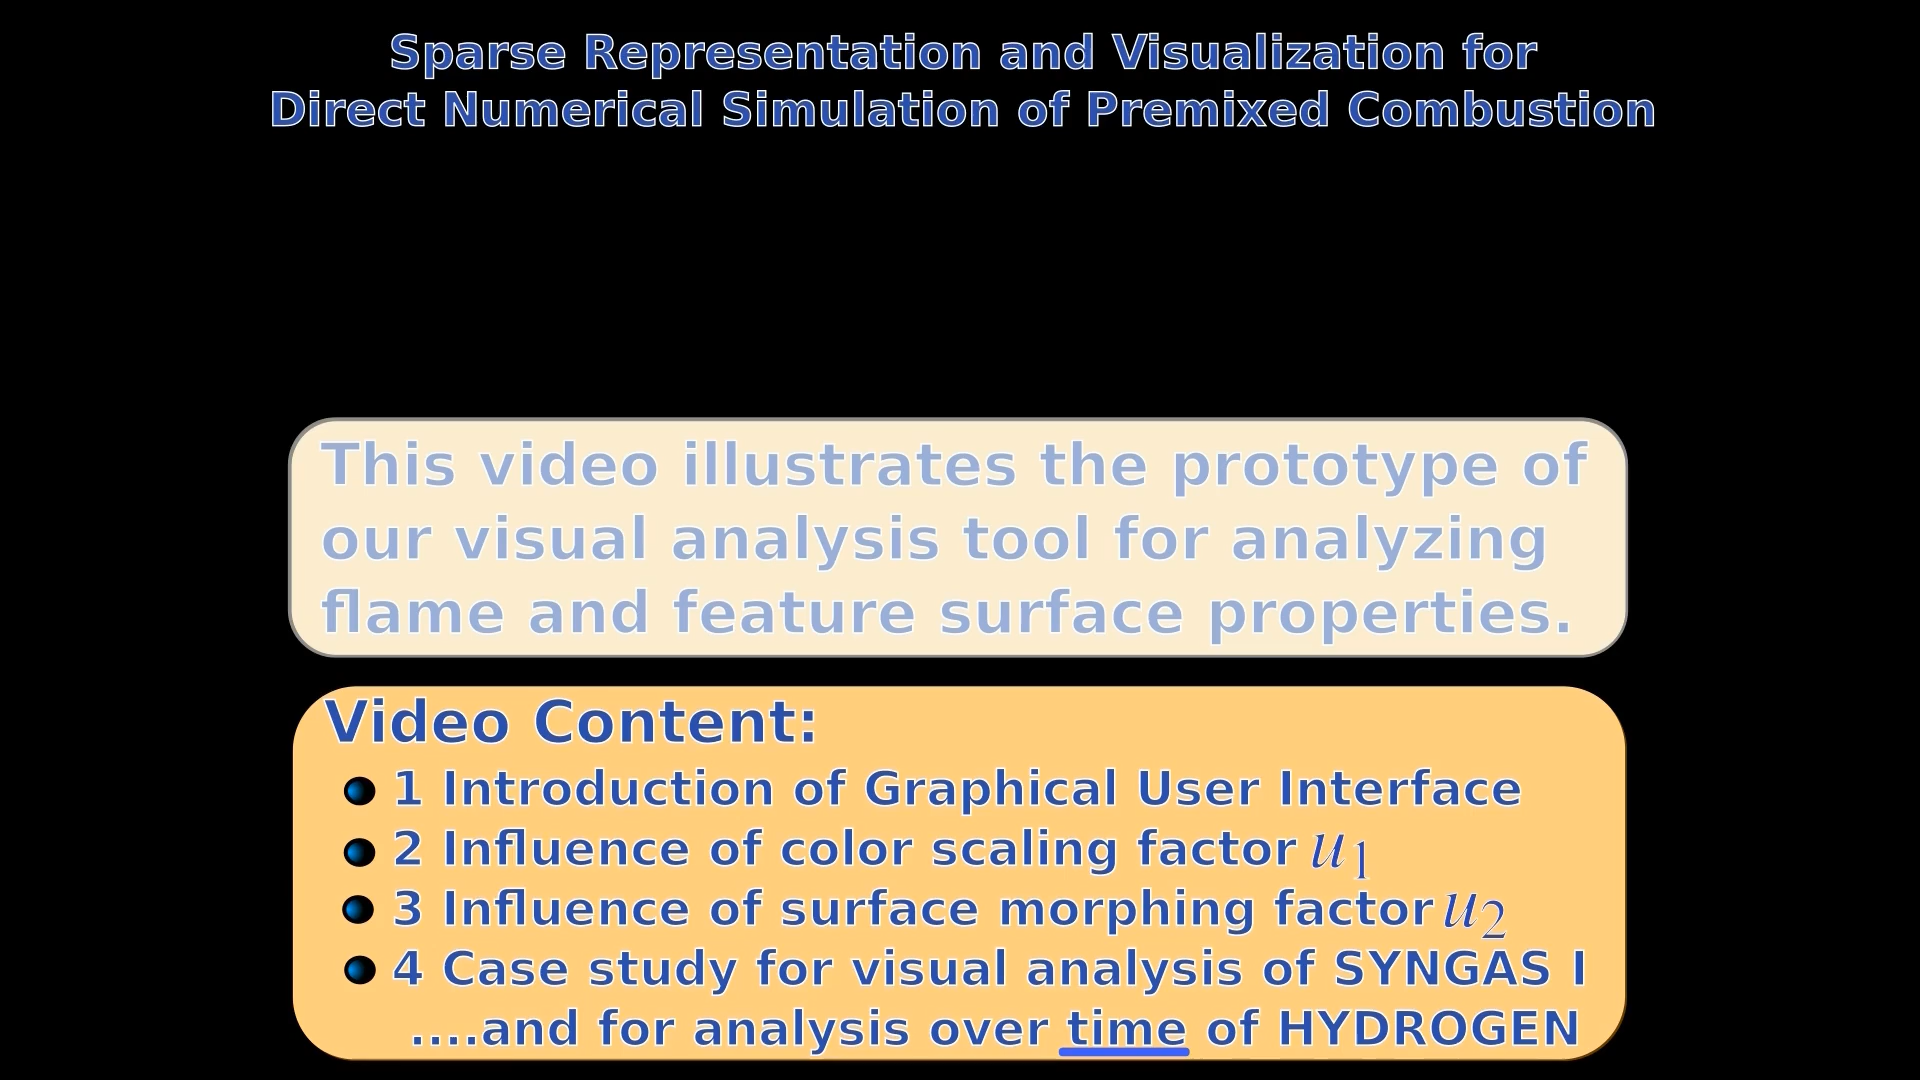 Sparse Representation and Visualization for
Direct Numerical Simulation of Premixed Combustion
This video illustrates the prototype of
our visual analysis tool for analyzing
flame and feature surface properties.
Video Content:
1 Introduction of Graphical User Interface
2 Influence of color scaling factor u₁
3 Influence of surface morphing factor u₂
4 Case study for visual analysis of SYNGAS I
....and for analysis over time of HYDROGEN